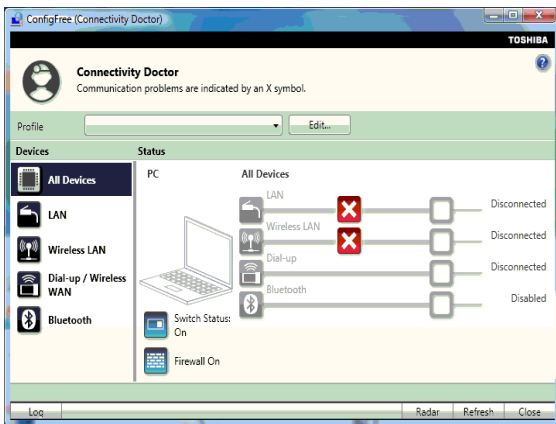 ConfigFree (Connectivity Doctor)
TOSHIBA
Connectivity Doctor
Communication problems are indicated by an X symbol.
Profile
Edit...
Devices
Status
All Devices
LAN
Wireless LAN
Dial-up / Wireless
WAN
Bluetooth
PC
Switch Status:
On
Firewall On
All Devices
LAN
Disconnected
Wireless LAN
Disconnected
Dial-up
Disconnected
Bluetooth
Disabled
Log
Radar
Refresh
Close